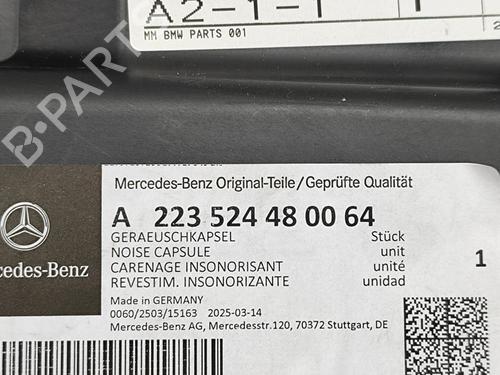 A2-1-1
MM BMW PARTS 001
B-PARTS
Mercedes-Benz Original-Teile/Geprüfte Qualität
A 223 524 48 00 64
GERAEUSCHKAPSEL Stück
NOISE CAPSULE unit
CARENAGE INSONORISANT unité
REVESTIM. INSONORIZANTE unidad
1
cedes-Benz
Made in GERMANY
0060/2503/15163 2025-03-14
Mercedes-Benz AG, Mercedesstr.120, 70372 Stuttgart, DE